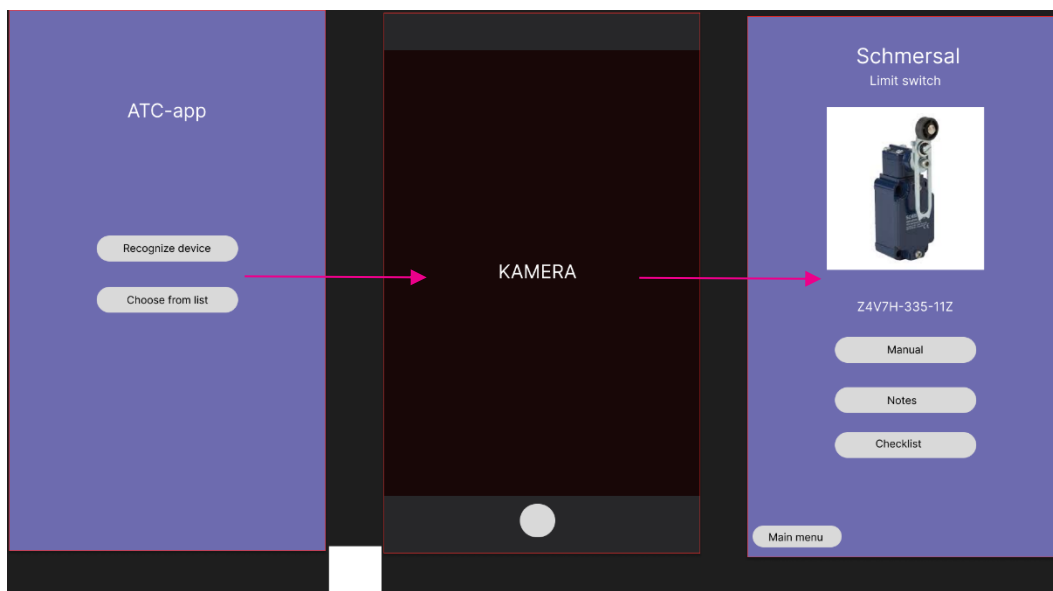 ATC-app
Recognize device
Choose from list
KAMERA
Schmersal
Limit switch
Z4V7H-335-11Z
Manual
Notes
Checklist
Main menu